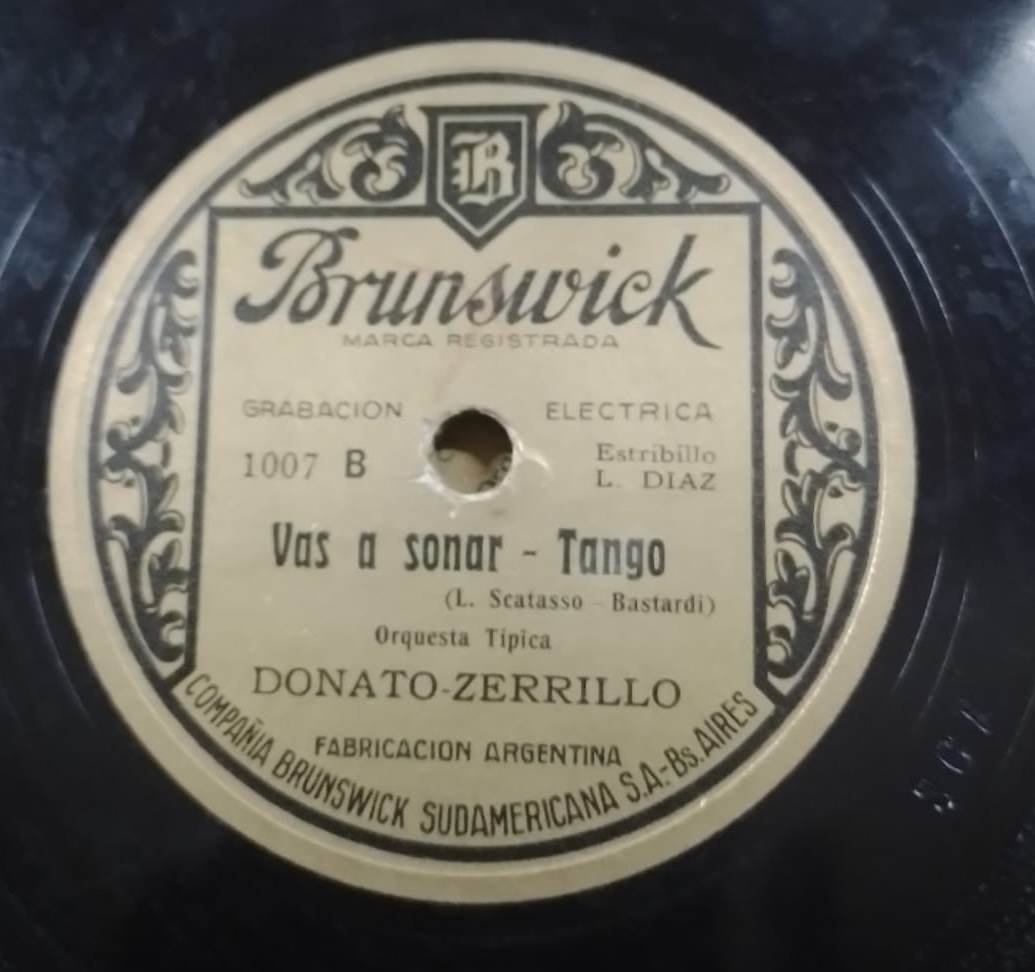 B
Brunswick
MARCA REGISTRADA
GRABACION ELECTRICA
1007 B
Estribillo
L. DIAZ
Vas a sonar - Tango
(L. Scatasso - Bastardi)
Orquesta Típica
DONATO-ZERRILLO
FABRICACION ARGENTINA
COMPAÑIA BRUNSWICK SUDAMERICANA S.A.-Bs.AIRES